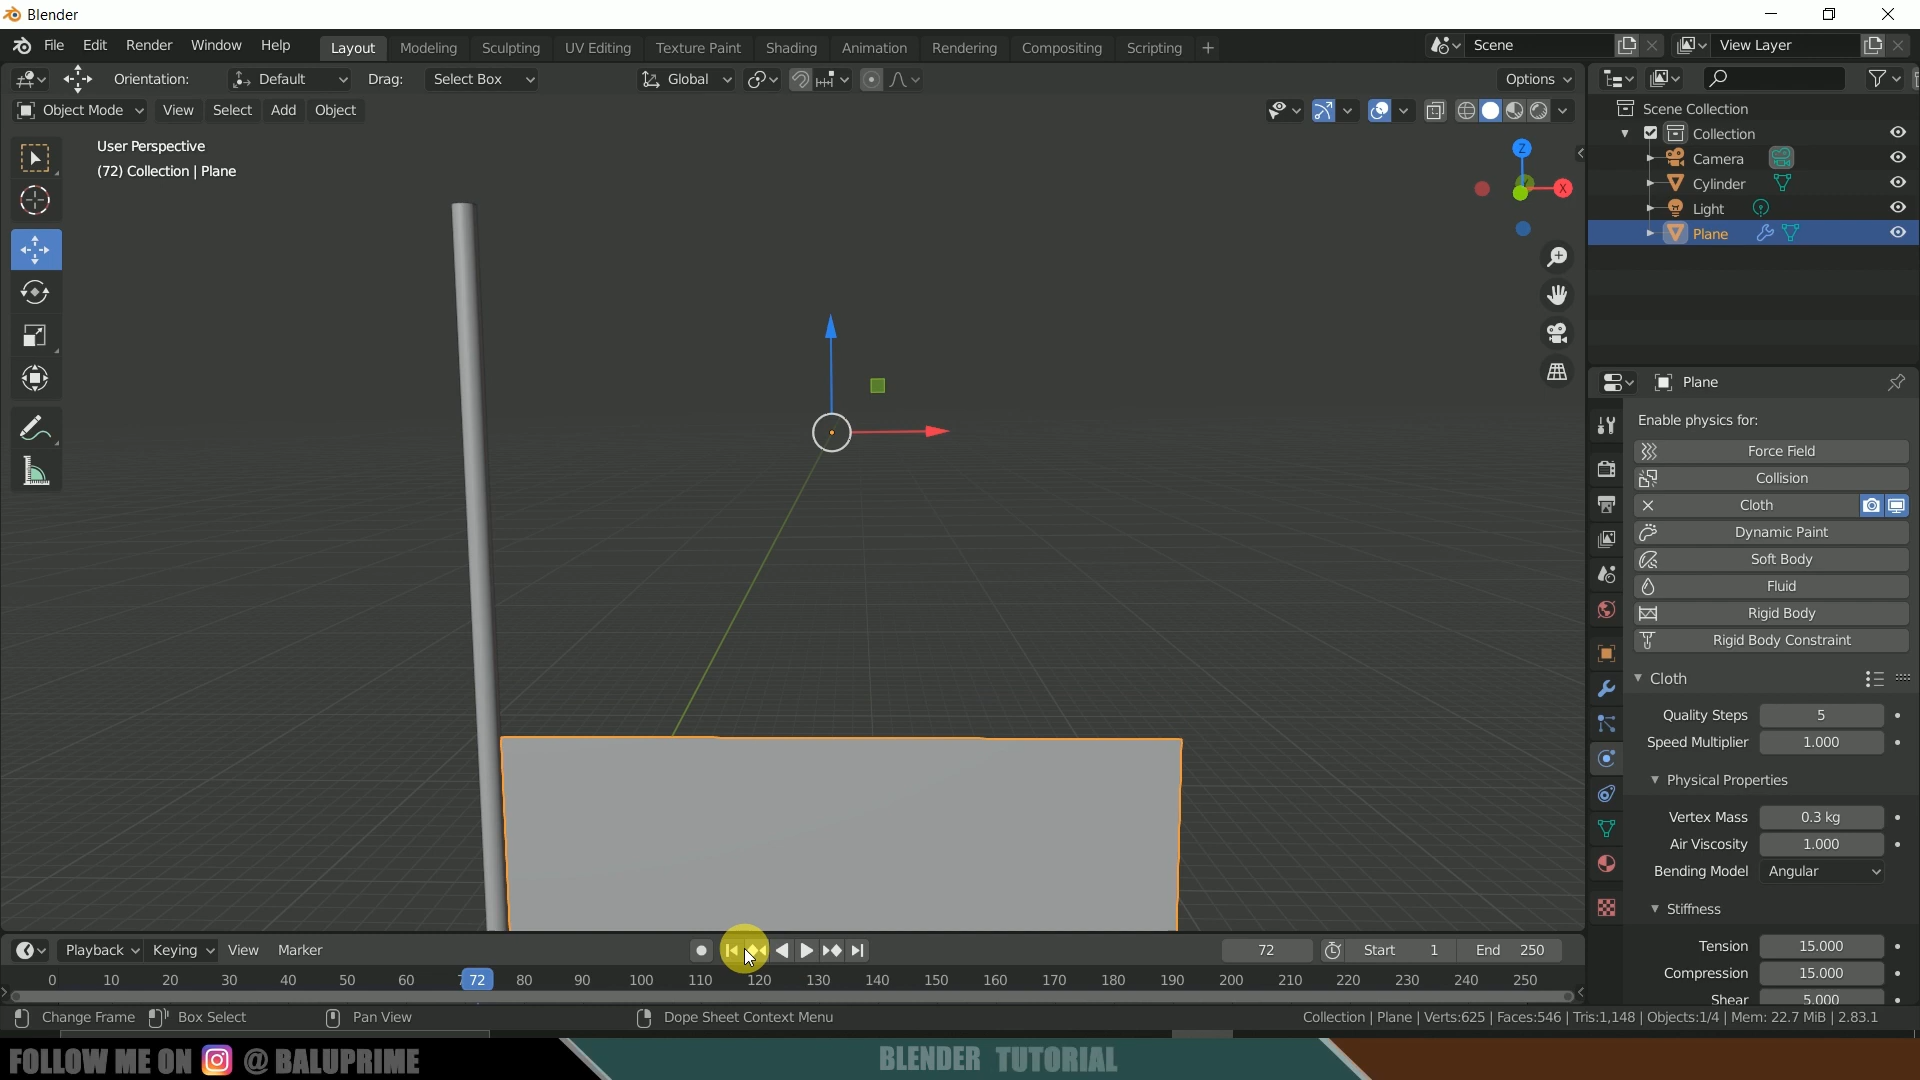 Blender
File Edit Render Window Help Layout Modeling Sculpting UV Editing Texture Paint Shading Animation Rendering Compositing Scripting + Scene View Layer
Orientation: Default Drag: Select Box Global Options
Object Mode View Select Add Object
User Perspective
(72) Collection | Plane
Z
X
Scene Collection
Collection
Camera
Cylinder
Light
Plane
Plane
Enable physics for:
Force Field
Collision
Cloth
Dynamic Paint
Soft Body
Fluid
Rigid Body
Rigid Body Constraint
Cloth
Quality Steps 5
Speed Multiplier 1.000
Physical Properties
Vertex Mass 0.3 kg
Air Viscosity 1.000
Bending Model Angular
Stiffness
Tension 15.000
Compression 15.000
Shear 5.000
Playback Keying View Marker 72 Start 1 End 250
0 10 20 30 40 50 60 72 80 90 100 110 120 130 140 150 160 170 180 190 200 210 220 230 240 250
Change Frame Box Select Pan View Dope Sheet Context Menu Collection | Plane | Verts:625 | Faces:546 | Tris:1,148 | Objects:1/4 | Mem: 22.7 MiB | 2.83.1
FOLLOW ME ON @ BALUPRIME BLENDER TUTORIAL